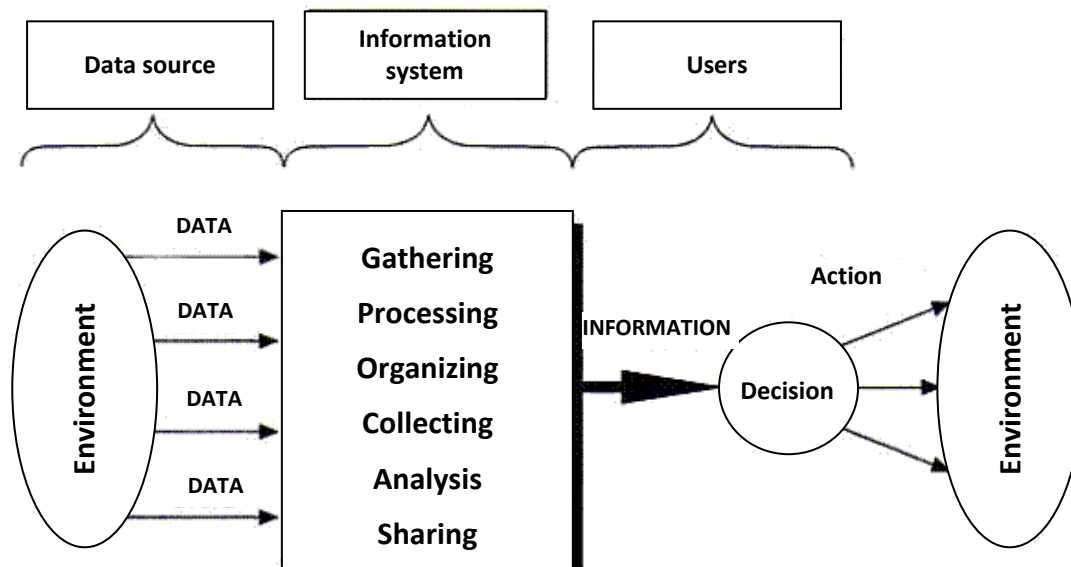 Data source
Information
system
Users
DATA
DATA
DATA
DATA
Environment
Gathering
Processing
Organizing
Collecting
Analysis
Sharing
INFORMATION
Decision
Action
Environment